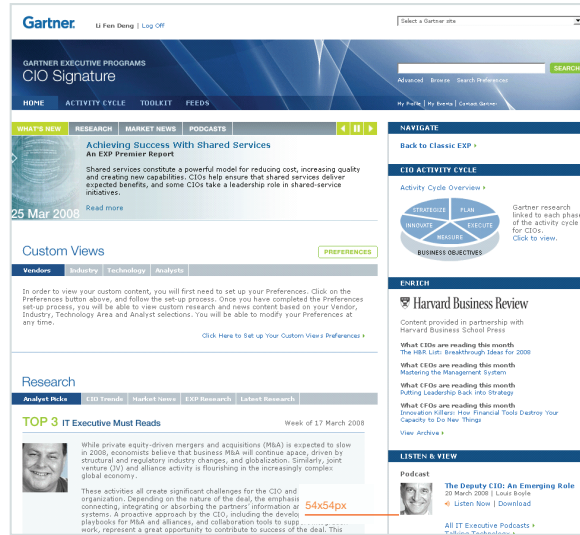 Gartner
Li Fen Deng | Log Off
Select a Gartner site
GARTNER EXECUTIVE PROGRAMS
CIO Signature
SEARCH
Advanced Browse Search Preferences
HOME ACTIVITY CYCLE TOOLKIT FEEDS
My Profile | My Events | Contact Gartner
WHAT'S NEW RESEARCH MARKET NEWS PODCASTS
Achieving Success With Shared Services
An EXP Premier Report
Shared services constitute a powerful model for reducing cost, increasing quality
and creating new capabilities. CIOs help ensure that shared services deliver
expected benefits, and some CIOs take a leadership role in shared-service
initiatives.
Read more
25 Mar 2008
Custom Views
PREFERENCES
Vendors Industry Technology Analysts
In order to view your custom content, you will first need to set up your Preferences. Click on the
Preferences button above, and follow the set-up process. Once you have completed the Preferences
set-up process, you will be able to view custom research and news content based on your Vendor,
Industry, Technology Area and Analyst selections. You will be able to modify your Preferences at
any time.
Click Here to Set up Your Custom Views Preferences
Research
Analyst Picks CIO Trends Market News EXP Research Latest Research
TOP 3 IT Executive Must Reads
Week of 17 March 2008
While private equity-driven mergers and acquisitions (M&A) is expected to slow
in 2008, economists believe that business M&A will continue apace, driven by
structural and regulatory industry changes, and globalization. Similarly, joint
venture (JV) and alliance activity is flourishing in the increasingly complex
global economy.
These activities all create significant challenges for the CIO and
organization. Depending on the nature of the deal, the emphasi
connecting, integrating or absorbing the partners' information a
systems. A proactive approach by the CIO, including the develo
playbooks for M&A and alliances, and collaboration tools to supp
work, represent a great opportunity to contribute to success of the deal. This
54x54px
NAVIGATE
Back to Classic EXP
CIO ACTIVITY CYCLE
Activity Cycle Overview
STRATEGIZE
PLAN
INNOVATE
EXECUTE
MEASURE
BUSINESS OBJECTIVES
Gartner research
linked to each phase
of the activity cycle
for CIOs.
Click to view.
ENRICH
Harvard Business Review
Content provided in partnership with
Harvard Business School Press
What CIOs are reading this month
The HBR List: Breakthrough Ideas for 2008
What CEOs are reading this month
Mastering the Management System
What CFOs are reading this month
Putting Leadership Back into Strategy
What CFOs are reading this month
Innovation Killers: How Financial Tools Destroy Your
Capacity to Do New Things
View Archive
LISTEN & VIEW
Podcast
The Deputy CIO: An Emerging Role
20 March 2008 | Louis Boyle
Listen Now | Download
All IT Executive Podcasts
Talking Technology